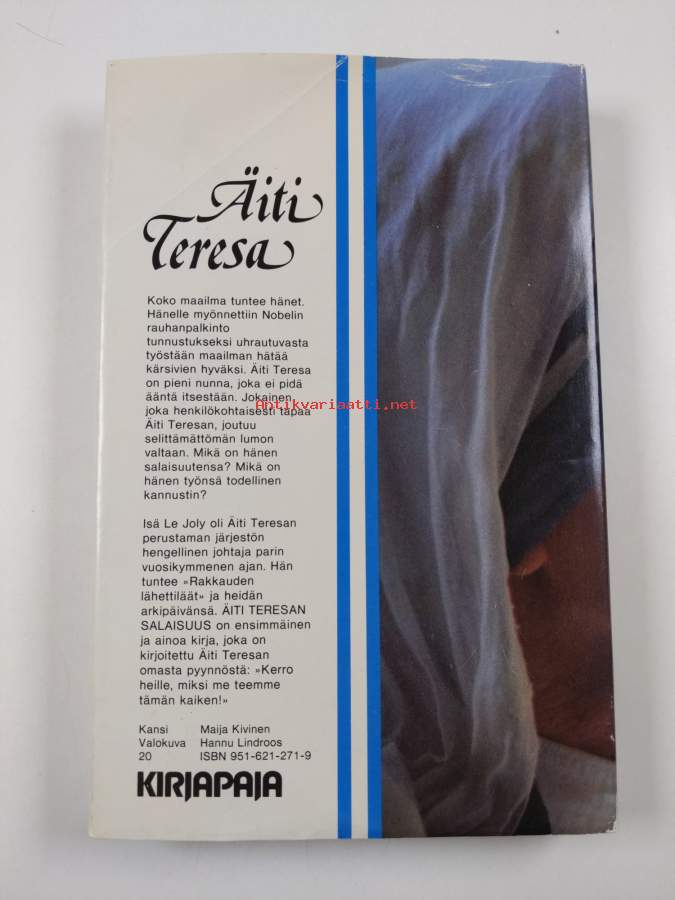 Äiti
Teresa
Koko maailma tuntee hänet.
Hänelle myönnettiin Nobelin
rauhanpalkinto
tunnustukseksi uhrautuvasta
työstään maailman hätää
kärsivien hyväksi. Äiti Teresa
on pieni nunna, joka ei pidä
ääntä itsestään. Jokainen,
Antikvariaatti.net
joka henkilökohtaisesti tapaa
Äiti Teresan, joutuu
selittämättömän lumon
valtaan. Mikä on hänen
salaisuutensa? Mikä on
hänen työnsä todellinen
kannustin?
Isä Le Joly oli Äiti Teresan
perustaman järjestön
hengellinen johtaja parin
vuosikymmenen ajan. Hän
tuntee »Rakkauden
lähettiläät» ja heidän
arkipäivänsä. ÄITI TERESAN
SALAISUUS on ensimmäinen
ja ainoa kirja, joka on
kirjoitettu Äiti Teresan
omasta pyynnöstä: »Kerro
heille, miksi me teemme
tämän kaiken!»
Kansi Maija Kivinen
Valokuva Hannu Lindroos
20 ISBN 951-621-271-9
KIRJAPAJA